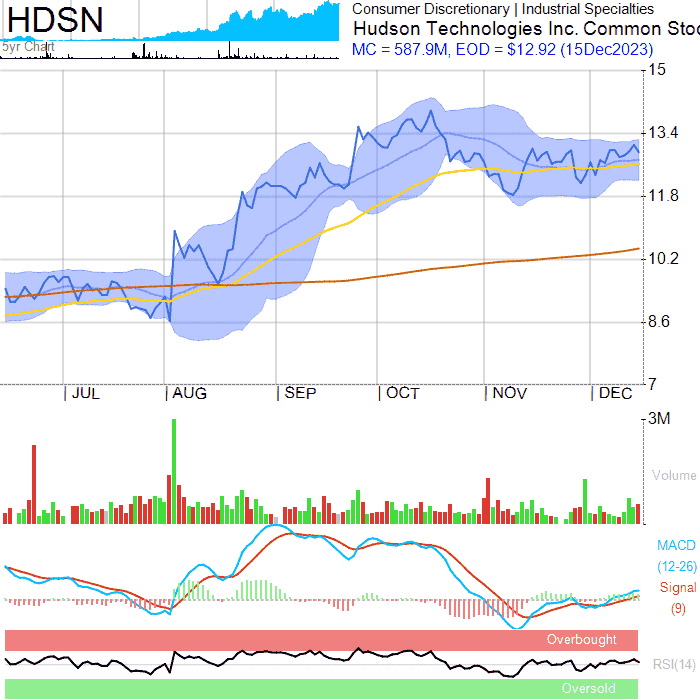 HDSN
5yr Chart
Consumer Discretionary | Industrial Specialties
Hudson Technologies Inc. Common Stoc
MC = 587.9M, EOD = $12.92 (15Dec2023)
15
13.4
11.8
10.2
8.6
7
JUL
AUG
SEP
OCT
NOV
DEC
3M
Volume
MACD
(12-26)
Signal
(9)
Overbought
RSI(14)
Oversold